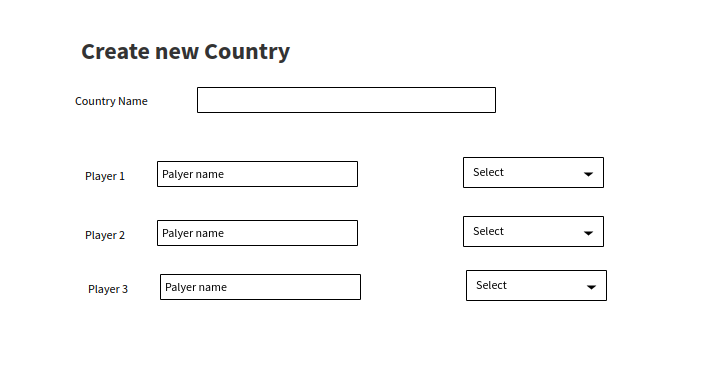 Create new Country
Country Name
Player 1 Palyer name Select
Player 2 Palyer name Select
Player 3 Palyer name Select